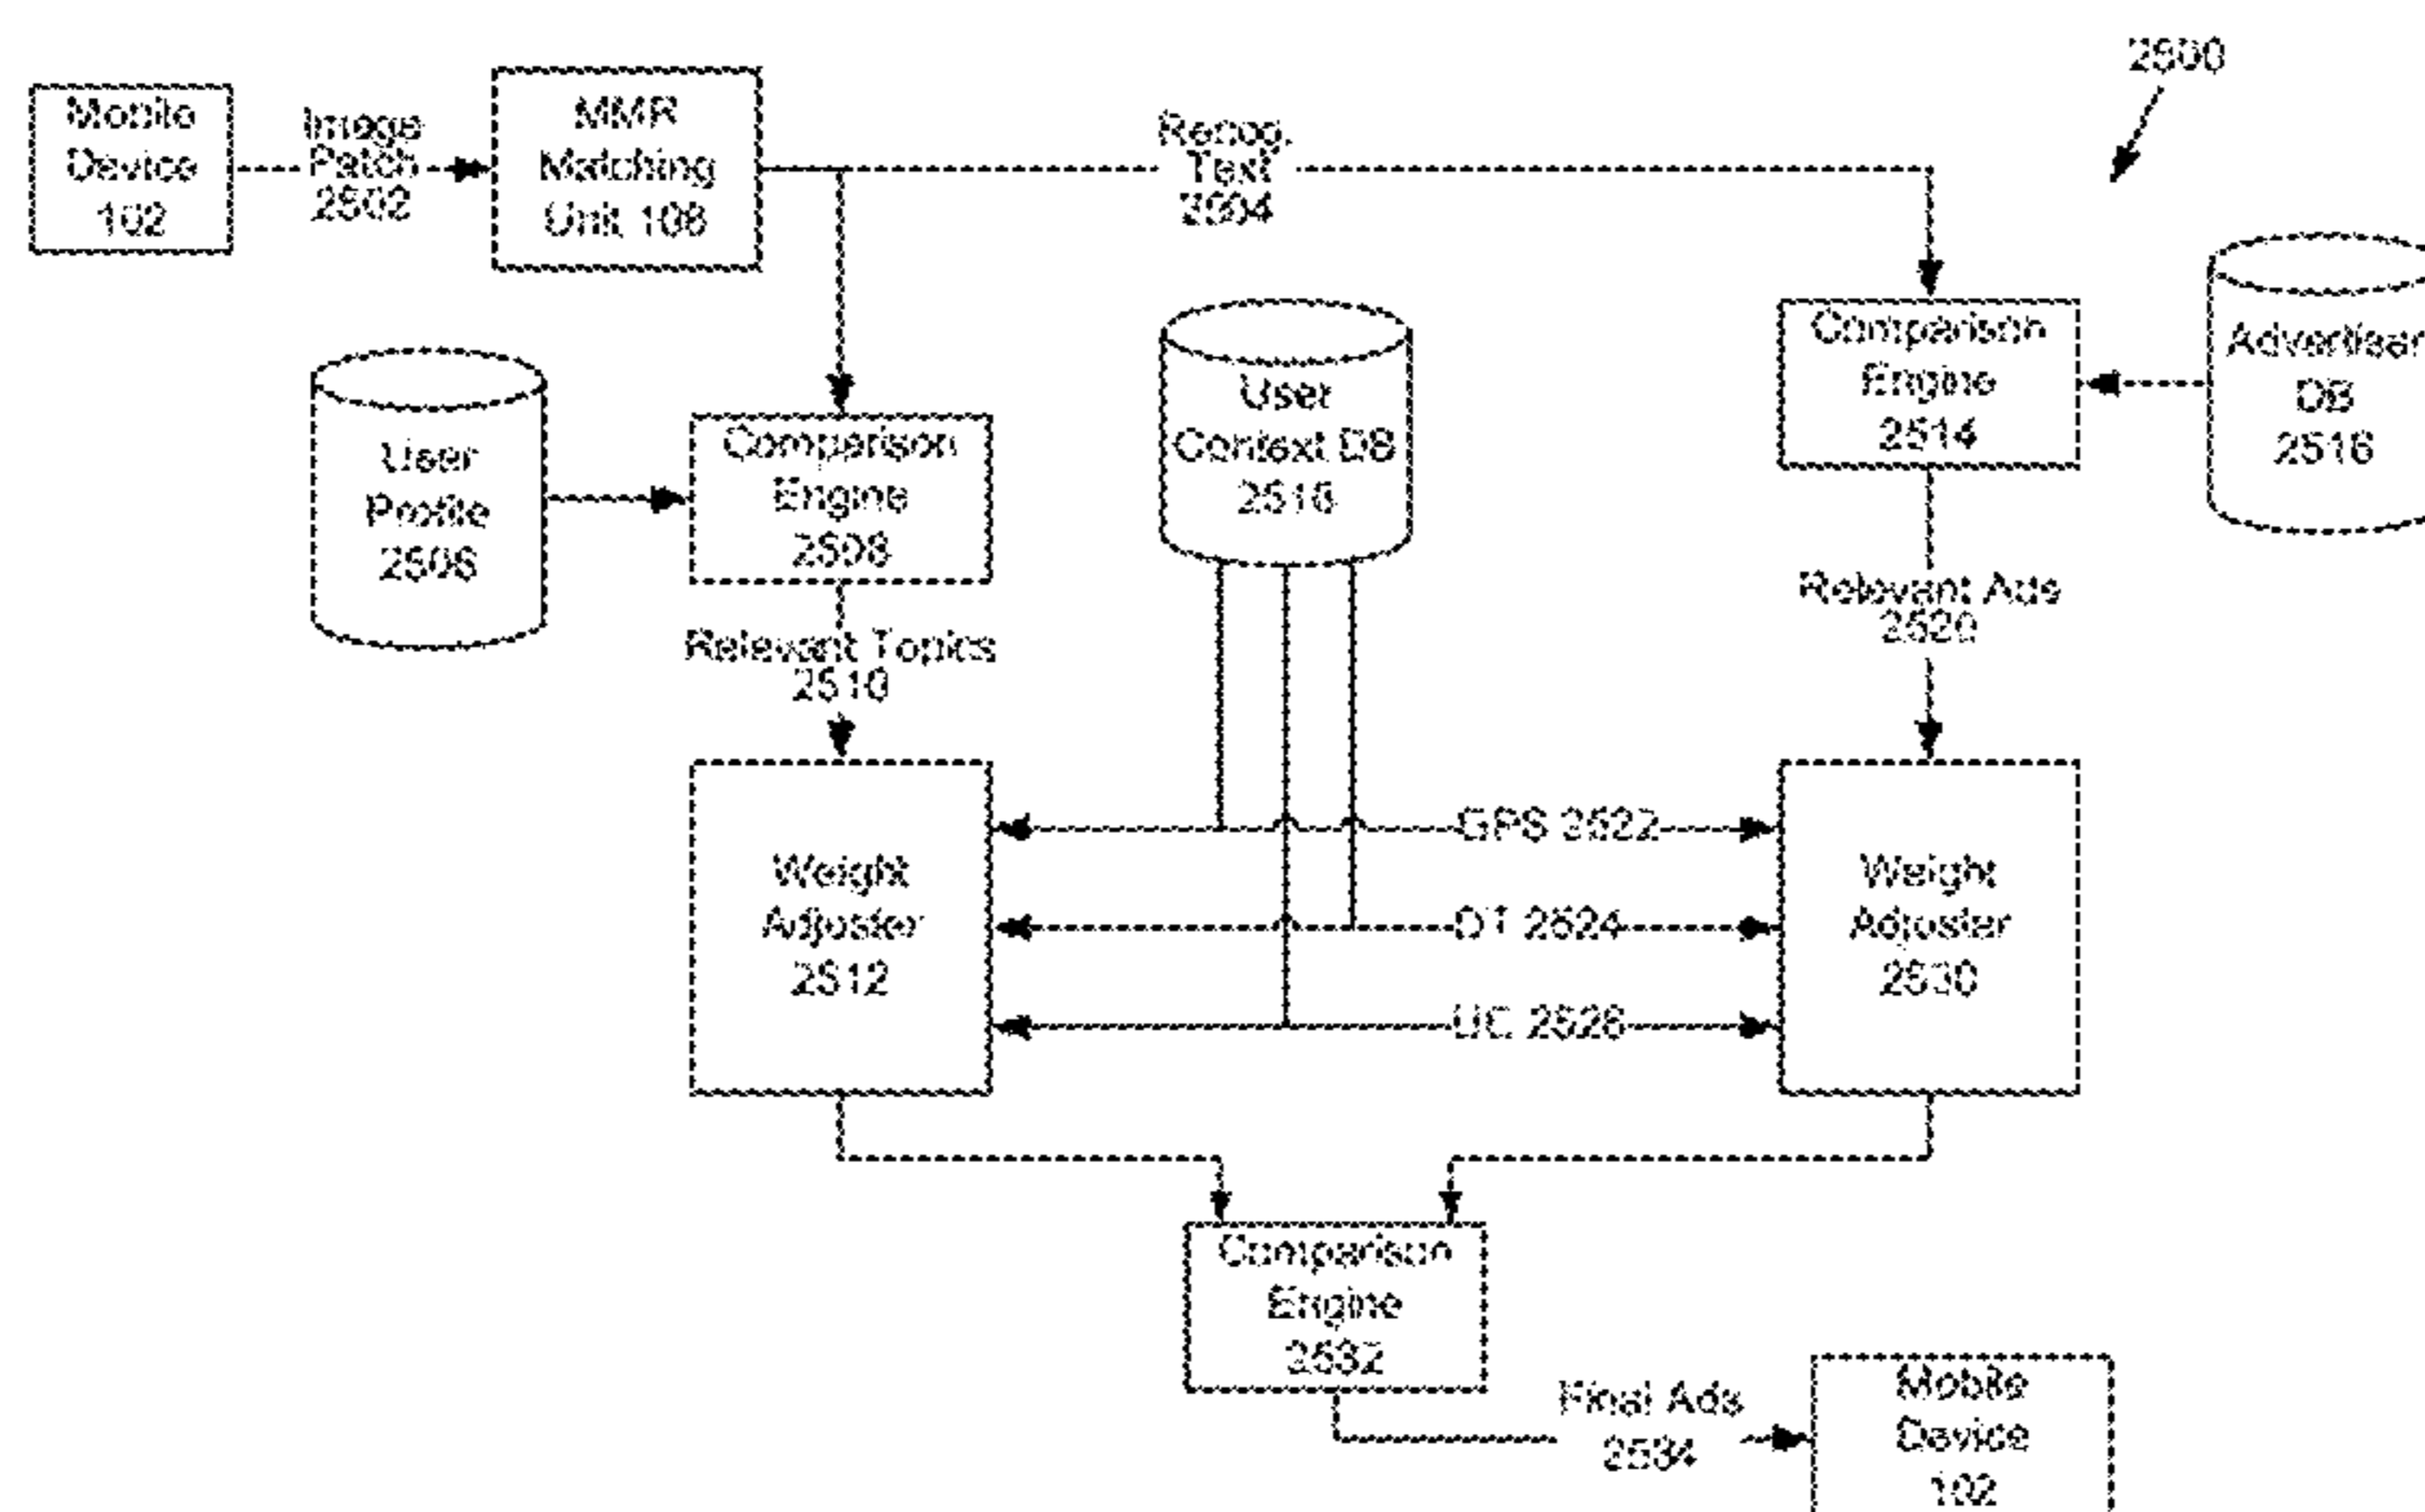 2500
Mobile
Device
102
Image
Patch
2502
MMR
Matching
Unit 106
Recog.
Text
2504
User
Profile
2506
Comparison
Engine
2508
User
Context DB
Comparison
Engine
2514
Advertiser
DB
2516
Relevant Topics
2510
Relevant Ads
2520
Weight
Adjuster
2512
GPS 2522
DT 2524
UC 2526
Weight
Adjuster
2530
Comparison
Engine
2532
Final Ads
2534
Mobile
Device
102